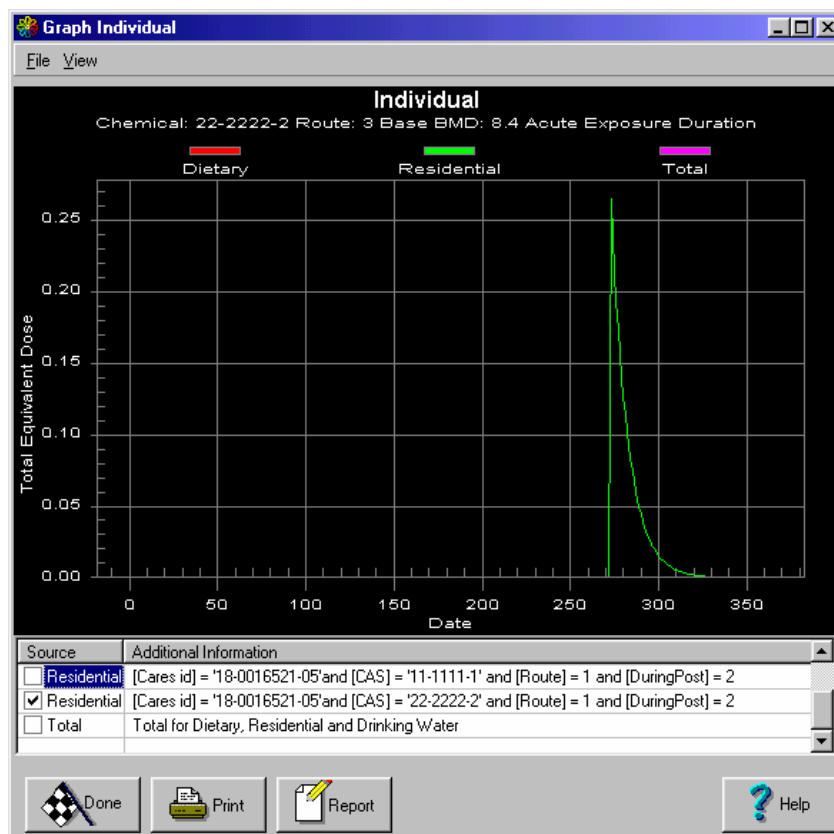 Graph Individual
File View
Individual
Chemical: 22-2222-2 Route: 3 Base BMD: 8.4 Acute Exposure Duration
Dietary Residential Total
Total Equivalent Dose
0.25
0.20
0.15
0.10
0.05
0.00
0 50 100 150 200 250 300 350
Date
Source Additional Information
Residential [Cares id] = '18-0016521-05'and [CAS] = '11-1111-1' and [Route] = 1 and [DuringPost] = 2
Residential [Cares id] = '18-0016521-05'and [CAS] = '22-2222-2' and [Route] = 1 and [DuringPost] = 2
Total Total for Dietary, Residential and Drinking Water
Done Print Report Help